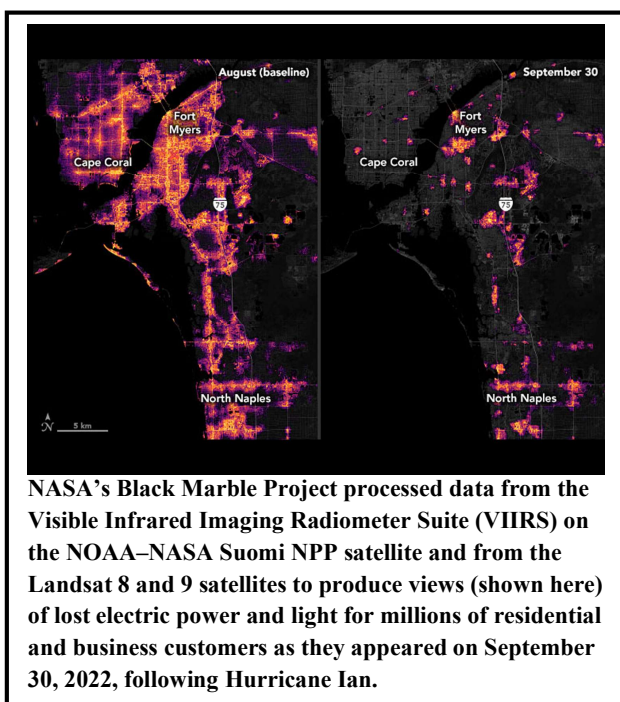 August (baseline)
September 30
Fort
Myers
Cape Coral
75
North Naples
N
5 km
Fort
Myers
Cape Coral
75
North Naples
NASA’s Black Marble Project processed data from the
Visible Infrared Imaging Radiometer Suite (VIIRS) on
the NOAA–NASA Suomi NPP satellite and from the
Landsat 8 and 9 satellites to produce views (shown here)
of lost electric power and light for millions of residential
and business customers as they appeared on September
30, 2022, following Hurricane Ian.